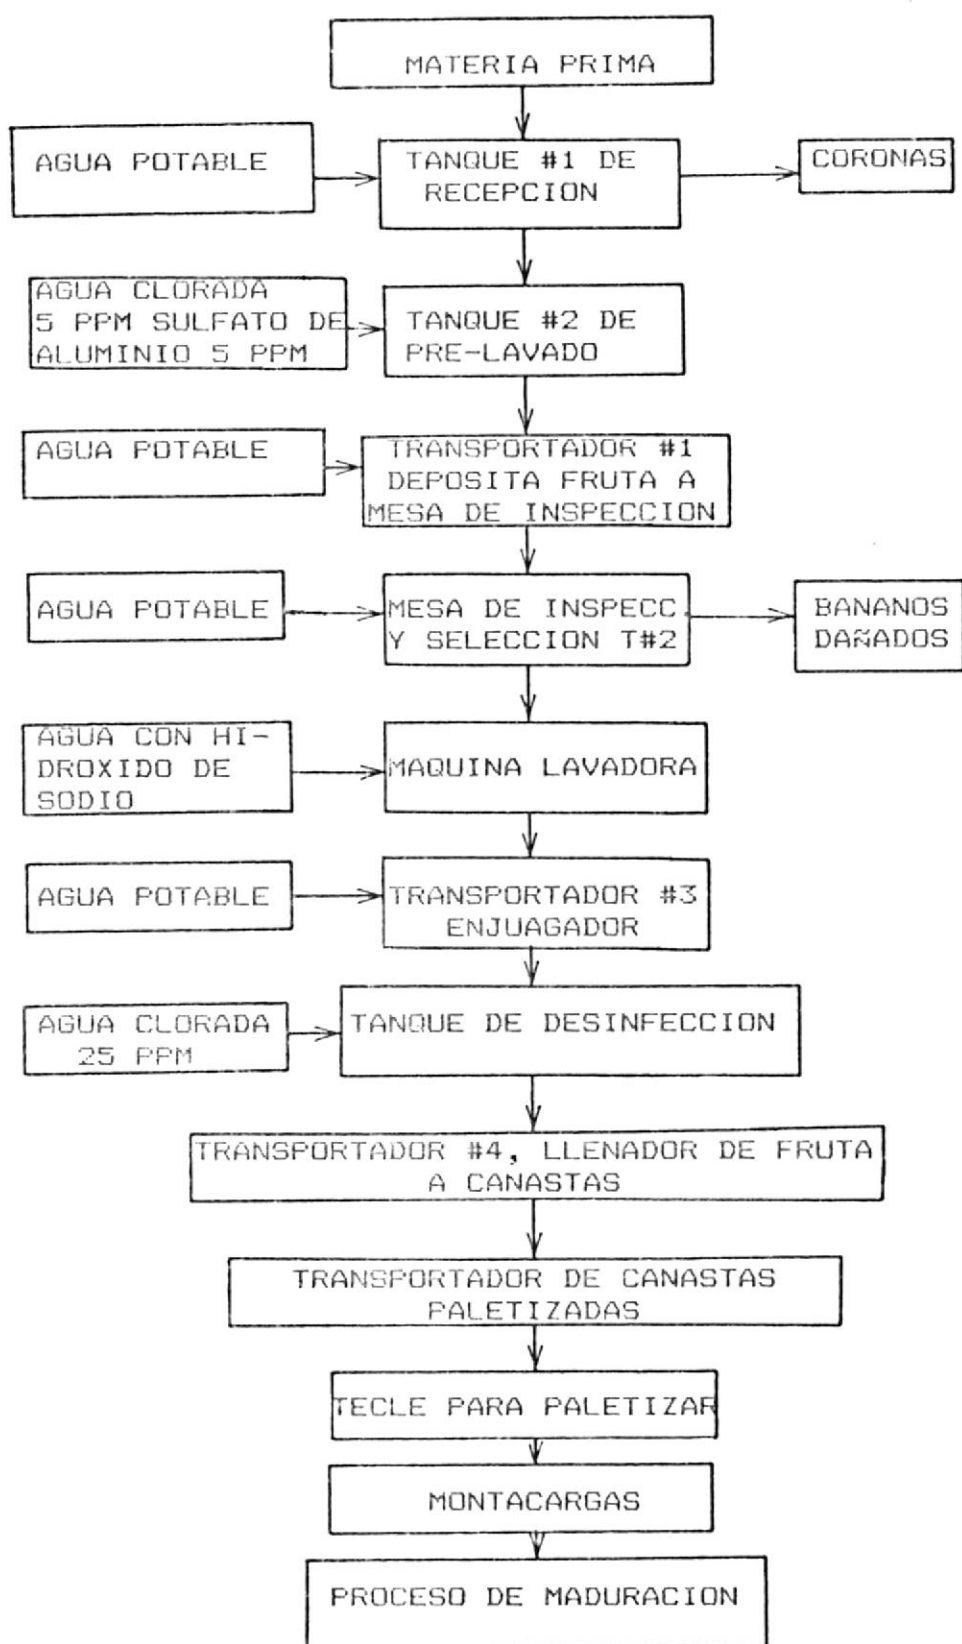 MATERIA PRIMA
AGUA POTABLE
TANQUE #1 DE
RECEPCION
CORONAS
AGUA CLORADA
5 PPM SULFATO DE
ALUMINIO 5 PPM
TANQUE #2 DE
PRE-LAVADO
AGUA POTABLE
TRANSPORTADOR #1
DEPOSITA FRUTA A
MESA DE INSPECCION
AGUA POTABLE
MESA DE INSPECC.
Y SELECCION T#2
BANANOS
DAÑADOS
AGUA CON HI-
DROXIDO DE
SODIO
MAQUINA LAVADORA
AGUA POTABLE
TRANSPORTADOR #3
ENJUAGADOR
AGUA CLORADA
25 PPM
TANQUE DE DESINFECCION
TRANSPORTADOR #4, LLENADOR DE FRUTA
A CANASTAS
TRANSPORTADOR DE CANASTAS
PALETIZADAS
TECLE PARA PALETIZAR
MONTACARGAS
PROCESO DE MADURACION